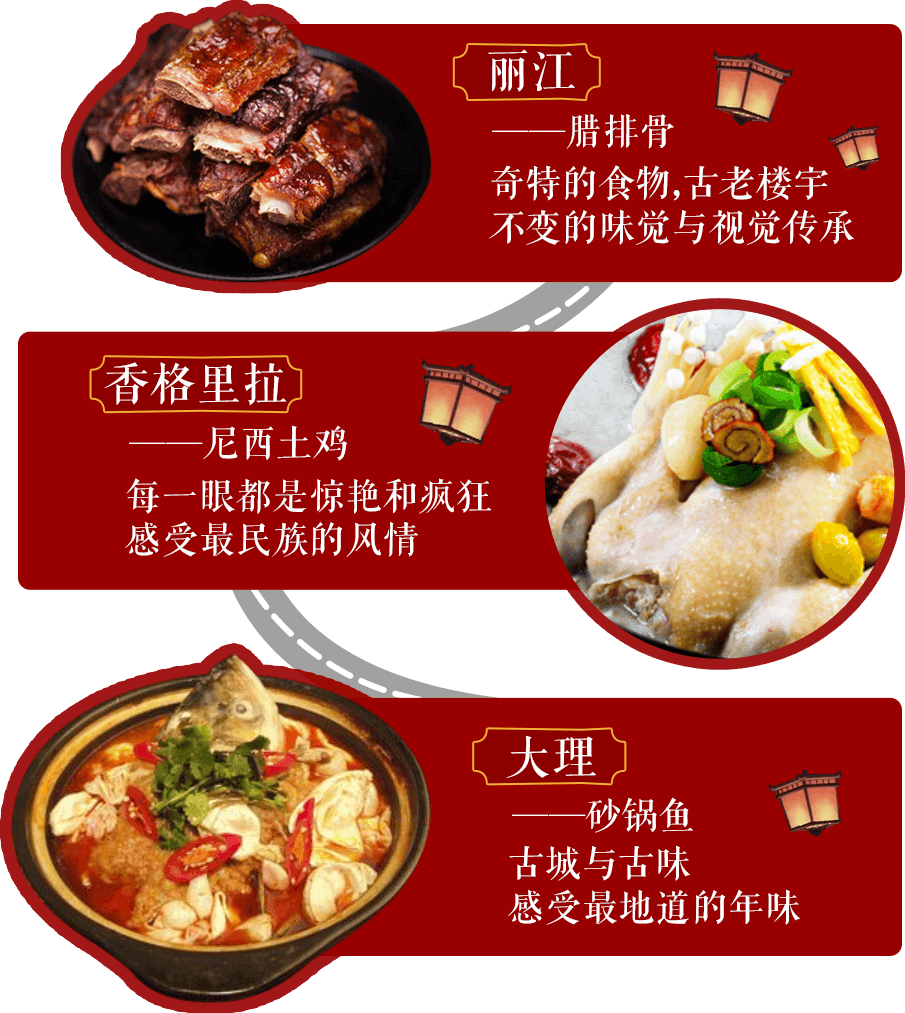 丽江
——腊排骨
奇特的食物,古老楼宇
不变的味觉与视觉传承
香格里拉
——尼西土鸡
每一眼都是惊艳和疯狂
感受最民族的风情
大理
——砂锅鱼
古城与古味
感受最地道的年味